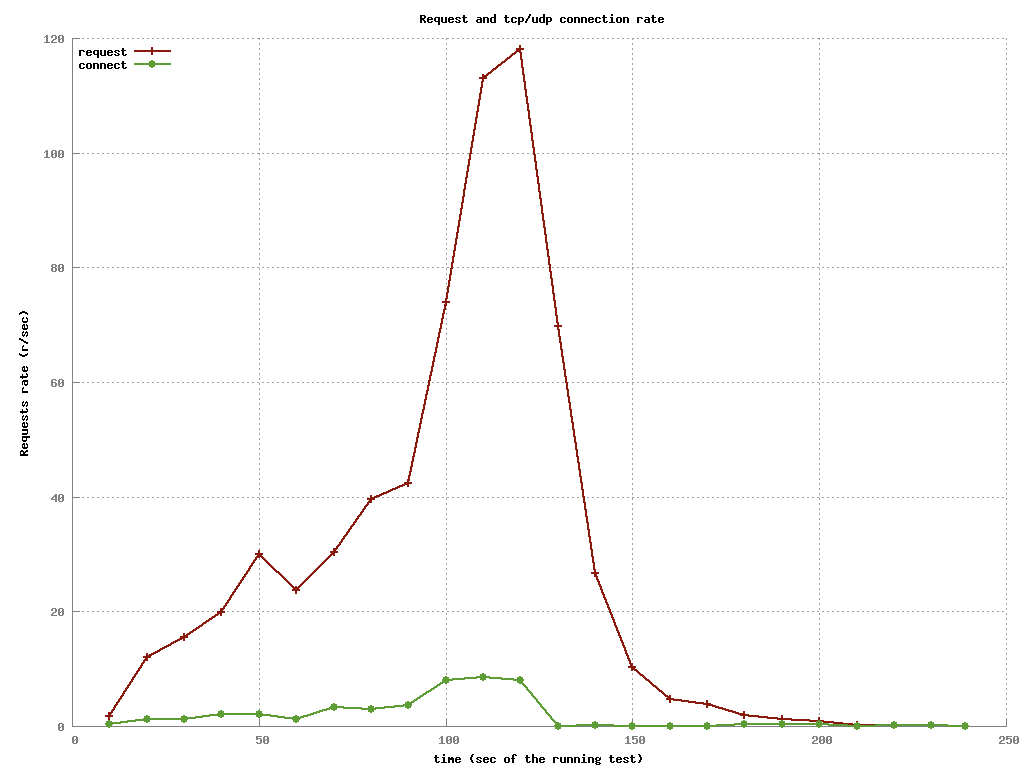 Request and tcp/udp connection rate
request
connect
120
100
80
60
40
20
0
Requests rate (r/sec)
0 50 100 150 200 250
time (sec of the running test)